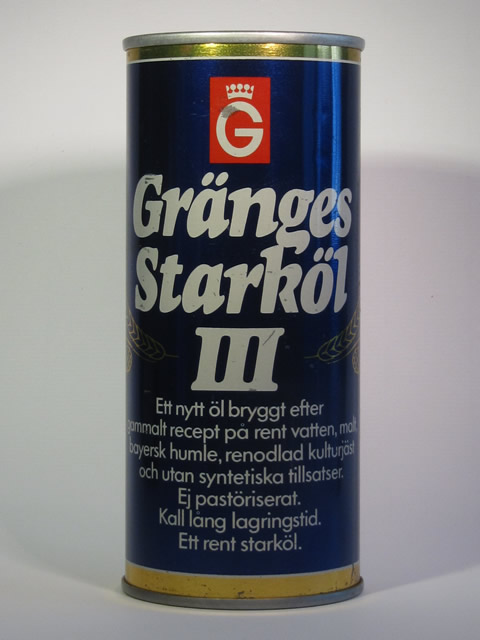 G
Gränges
Starköl
III
Ett nytt öl bryggt efter
gammalt recept på rent vatten, malt,
bayersk humle, renodlad kulturjäst
och utan syntetiska tillsatser.
Ej pastöriserat.
Kall lång lagringstid.
Ett rent starköl.